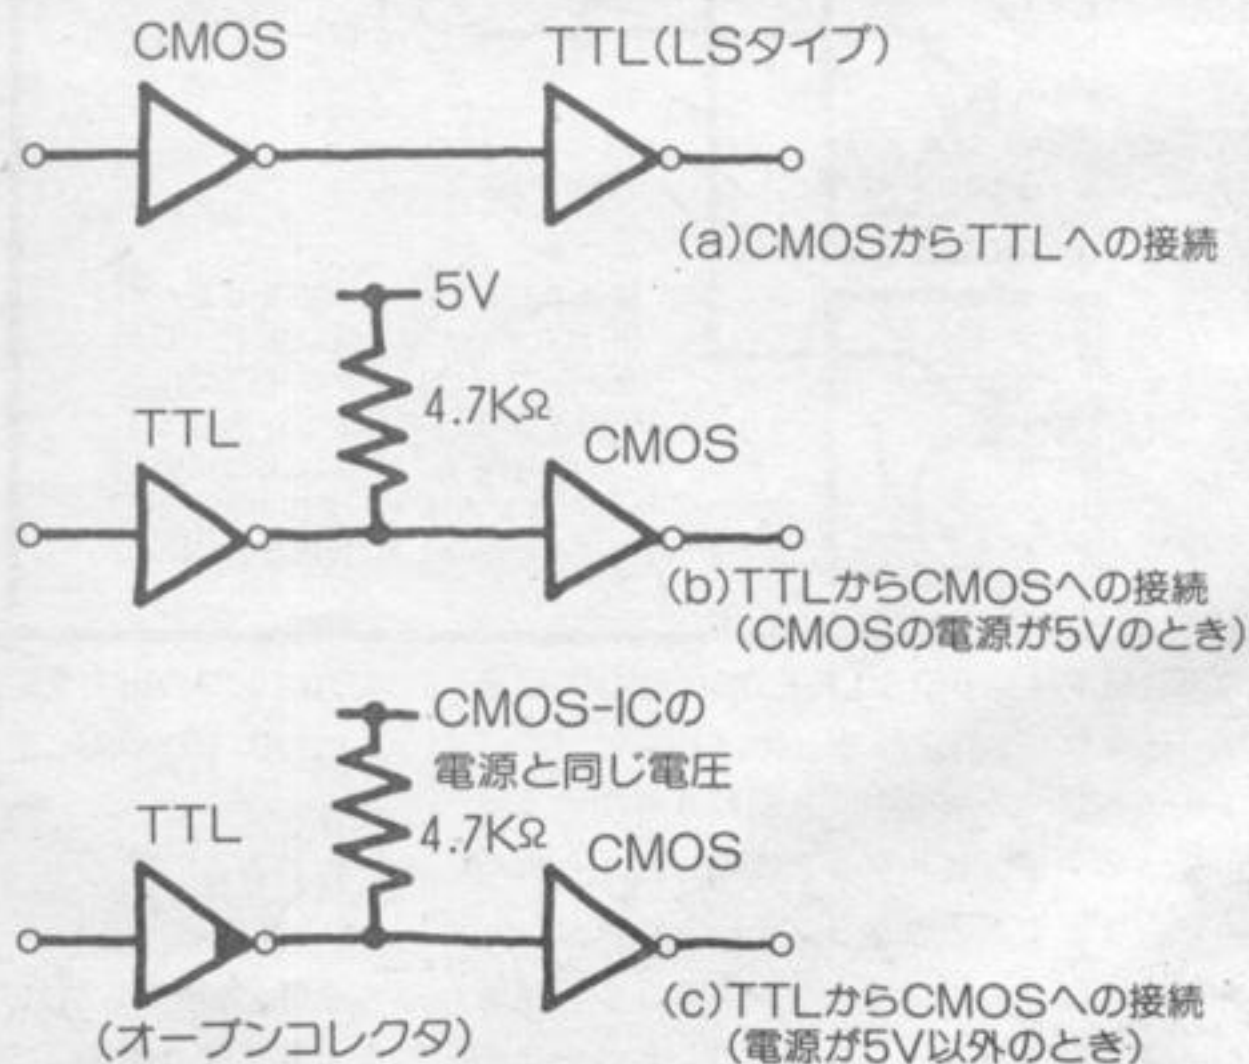 CMOS
TTL(LSタイプ)
(a)CMOSからTTLへの接続
5V
4.7KΩ
TTL
CMOS
(b)TTLからCMOSへの接続
(CMOSの電源が5Vのとき)
CMOS-ICの
電源と同じ電圧
4.7KΩ
TTL
CMOS
(オープンコレクタ)
(c)TTLからCMOSへの接続
(電源が5V以外のとき)